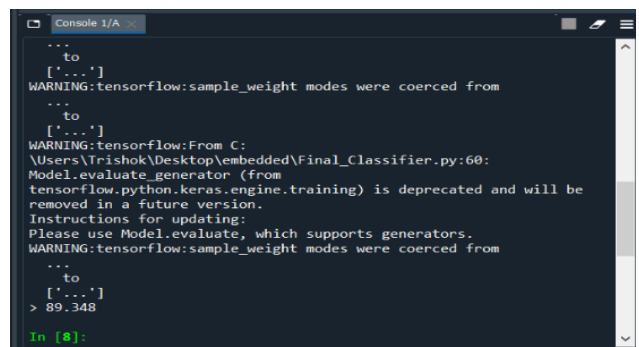 Console 1/A
...
to
['...']
WARNING:tensorflow:sample_weight modes were coerced from
...
to
['...']
WARNING:tensorflow:From C:
\Users\Trishok\Desktop\embedded\Final_Classifier.py:60:
Model.evaluate_generator (from
tensorflow.python.keras.engine.training) is deprecated and will be
removed in a future version.
Instructions for updating:
Please use Model.evaluate, which supports generators.
WARNING:tensorflow:sample_weight modes were coerced from
...
to
['...']
> 89.348
In [8]: